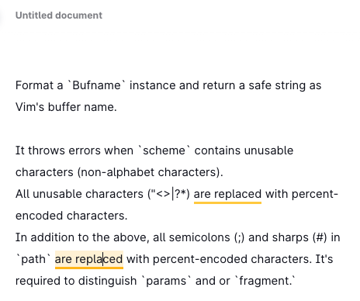 Untitled document
Format a `Bufname` instance and return a safe string as
Vim's buffer name.
It throws errors when `scheme` contains unusable
characters (non-alphabet characters).
All unusable characters ("<>|?*) are replaced with percent-
encoded characters.
In addition to the above, all semicolons (;) and sharps (#) in
`path` are replaced with percent-encoded characters. It's
required to distinguish `params` and or `fragment.`